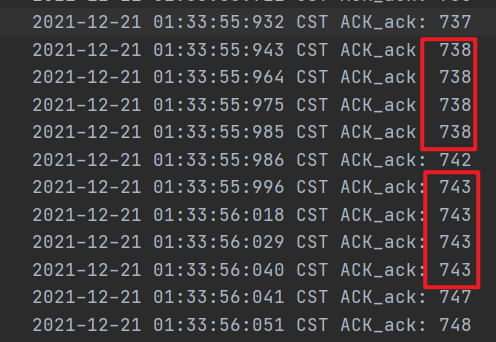 2021-12-21 01:33:55:932 CST ACK_ack: 737
2021-12-21 01:33:55:943 CST ACK_ack 738
2021-12-21 01:33:55:964 CST ACK_ack 738
2021-12-21 01:33:55:975 CST ACK_ack 738
2021-12-21 01:33:55:985 CST ACK_ack 738
2021-12-21 01:33:55:986 CST ACK_ack: 742
2021-12-21 01:33:55:996 CST ACK_ack: 743
2021-12-21 01:33:56:018 CST ACK_ack: 743
2021-12-21 01:33:56:029 CST ACK_ack: 743
2021-12-21 01:33:56:040 CST ACK_ack: 743
2021-12-21 01:33:56:041 CST ACK_ack: 747
2021-12-21 01:33:56:051 CST ACK_ack: 748